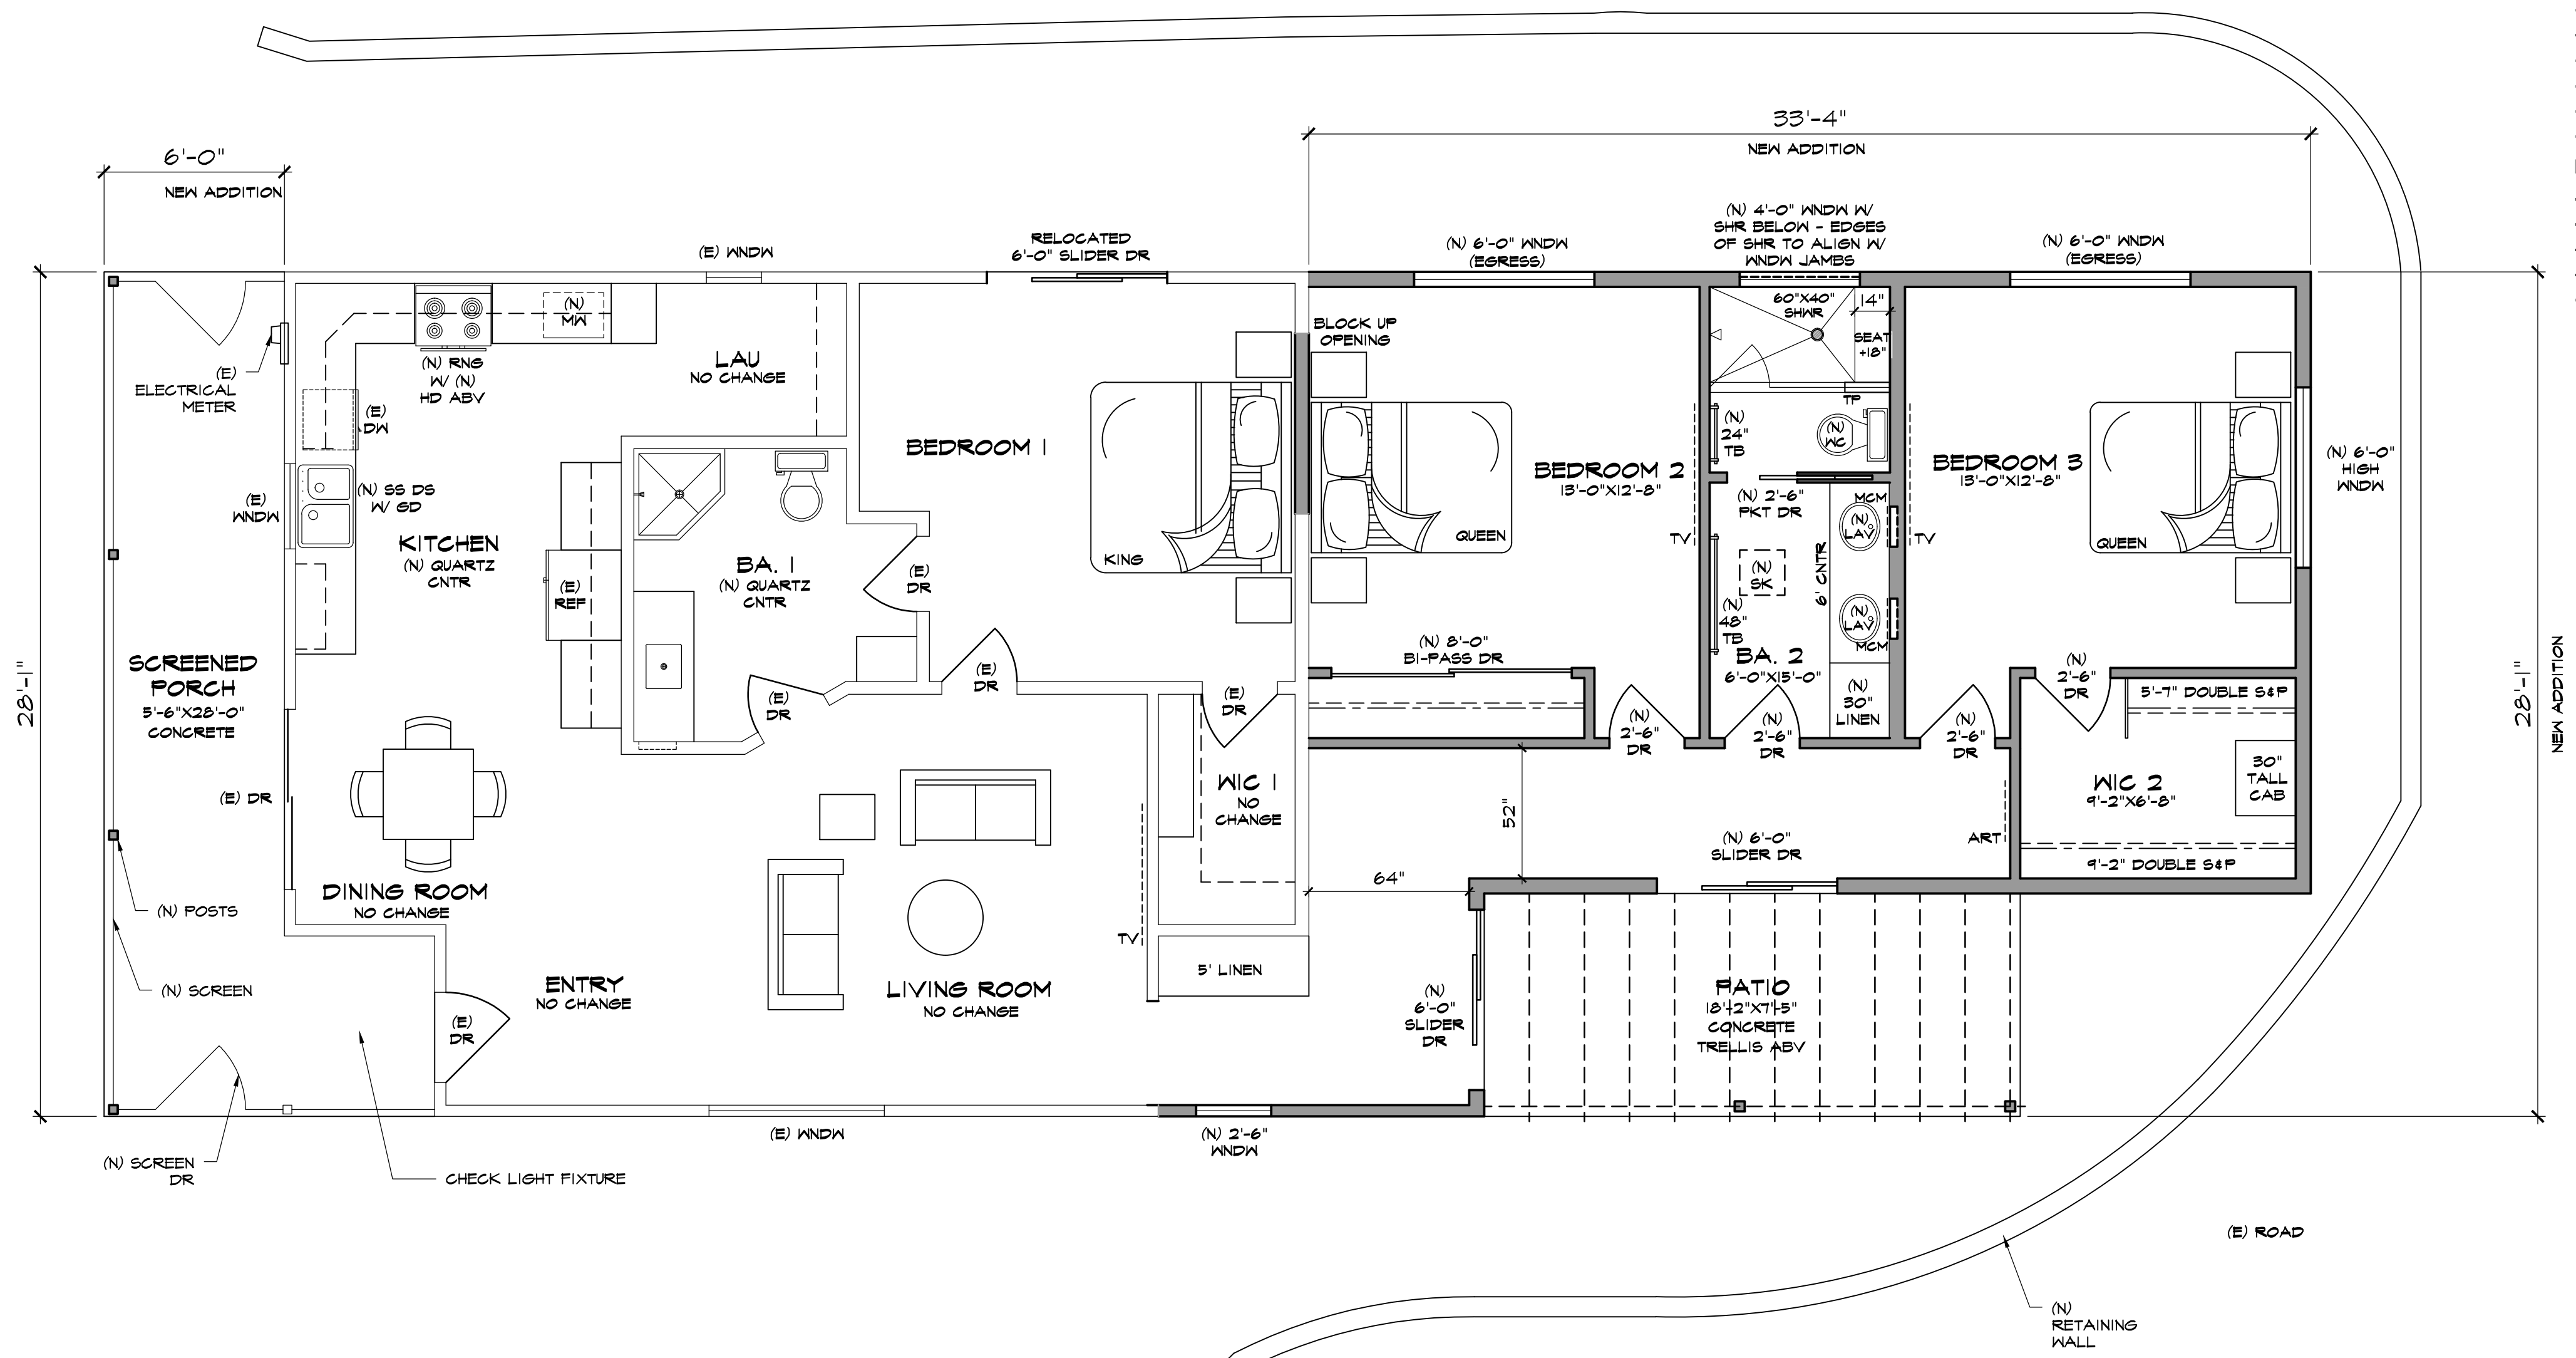 33'-4"
NEW ADDITION
6'-0"
NEW ADDITION
(E) WNDW
RELOCATED
6'-0" SLIDER DR
(N) 6'-0" WNDW
(EGRESS)
(N) 4'-0" WNDW W/
SHR BELOW - EDGES
OF SHR TO ALIGN W/
WNDW JAMBS
(N) 6'-0" WNDW
(EGRESS)
(E)
ELECTRICAL
METER
(N) RNG
W/ (N)
HD ABV
(N)
MW
LAU
NO CHANGE
BLOCK UP
OPENING
60"X40"
SHWR
14"
SEAT
+18"
TP
(E)
DW
(N) SS DS
W/ GD
(E)
WNDW
KITCHEN
(N) QUARTZ
CNTR
(E)
REF
BA. 1
(N) QUARTZ
CNTR
(E)
DR
BEDROOM 1
KING
BEDROOM 2
13'-0"X12'-8"
QUEEN
TV
(N)
24"
TB
(N)
WC
(N) 2'-6"
PKT DR
MCM
(N)
LAV
(N)
SK
6' CNTR
(N)
48"
TB
(N)
LAV
MCM
BA. 2
6'-0"X15'-0"
(N)
30"
LINEN
TV
BEDROOM 3
13'-0"X12'-8"
QUEEN
(N) 6'-0"
HIGH
WNDW
28'-1"
SCREENED
PORCH
5'-6"X28'-0"
CONCRETE
(E) DR
(E)
DR
(E)
DR
(E)
DR
(N) 8'-0"
BI-PASS DR
(N)
2'-6"
DR
(N)
2'-6"
DR
(N)
2'-6"
DR
(N)
2'-6"
DR
5'-7" DOUBLE S&P
WIC 2
9'-2"X6'-8"
30"
TALL
CAB
9'-2" DOUBLE S&P
28'-1"
NEW ADDITION
WIC 1
NO
CHANGE
52"
(N) 6'-0"
SLIDER DR
ART
64"
DINING ROOM
NO CHANGE
(N) POSTS
(N) SCREEN
TV
5' LINEN
ENTRY
NO CHANGE
LIVING ROOM
NO CHANGE
(E)
DR
(N)
6'-0"
SLIDER
DR
PATIO
18'-2"X7'-5"
CONCRETE
TRELLIS ABV
(E) WNDW
(N) 2'-6"
WNDW
(N) SCREEN
DR
CHECK LIGHT FIXTURE
(E) ROAD
(N)
RETAINING
WALL